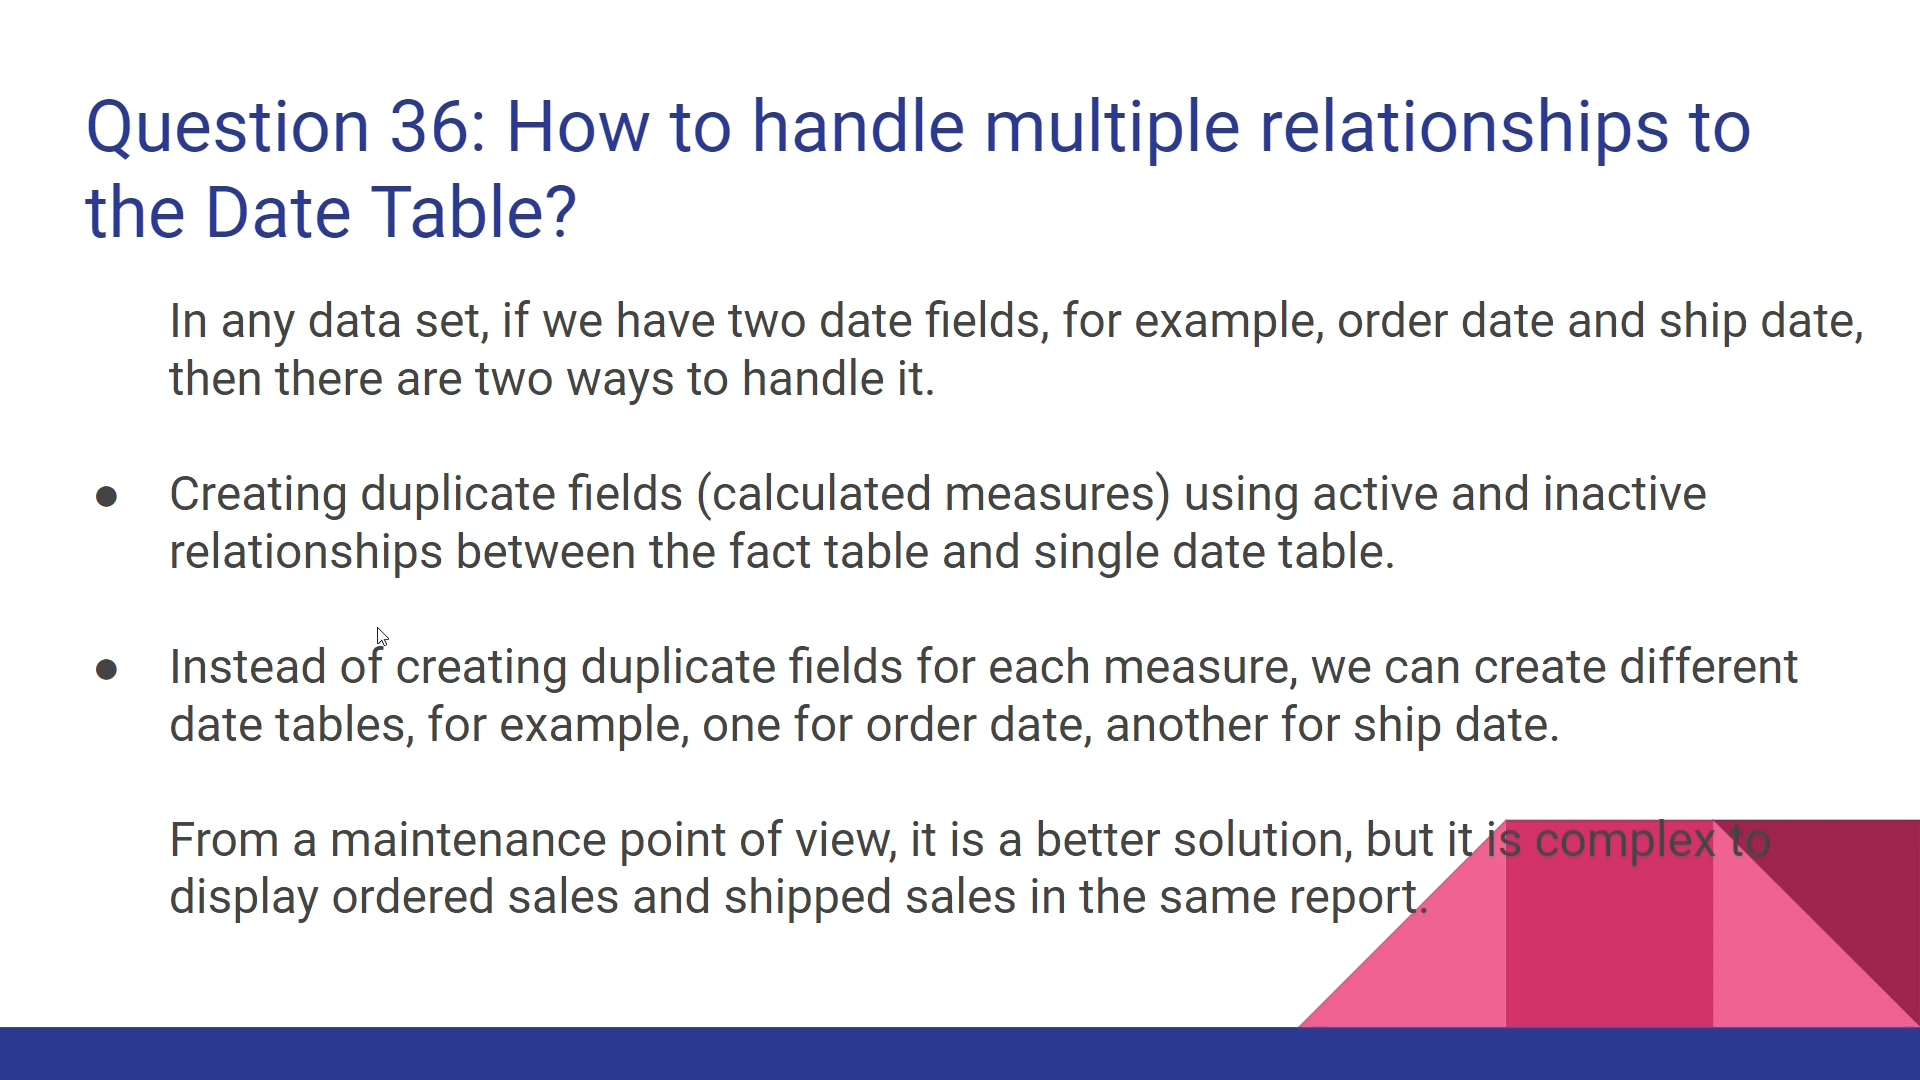 Question 36: How to handle multiple relationships to
the Date Table?
In any data set, if we have two date fields, for example, order date and ship date,
then there are two ways to handle it.
● Creating duplicate fields (calculated measures) using active and inactive
relationships between the fact table and single date table.
● Instead of creating duplicate fields for each measure, we can create different
date tables, for example, one for order date, another for ship date.
From a maintenance point of view, it is a better solution, but it is complex to
display ordered sales and shipped sales in the same report.